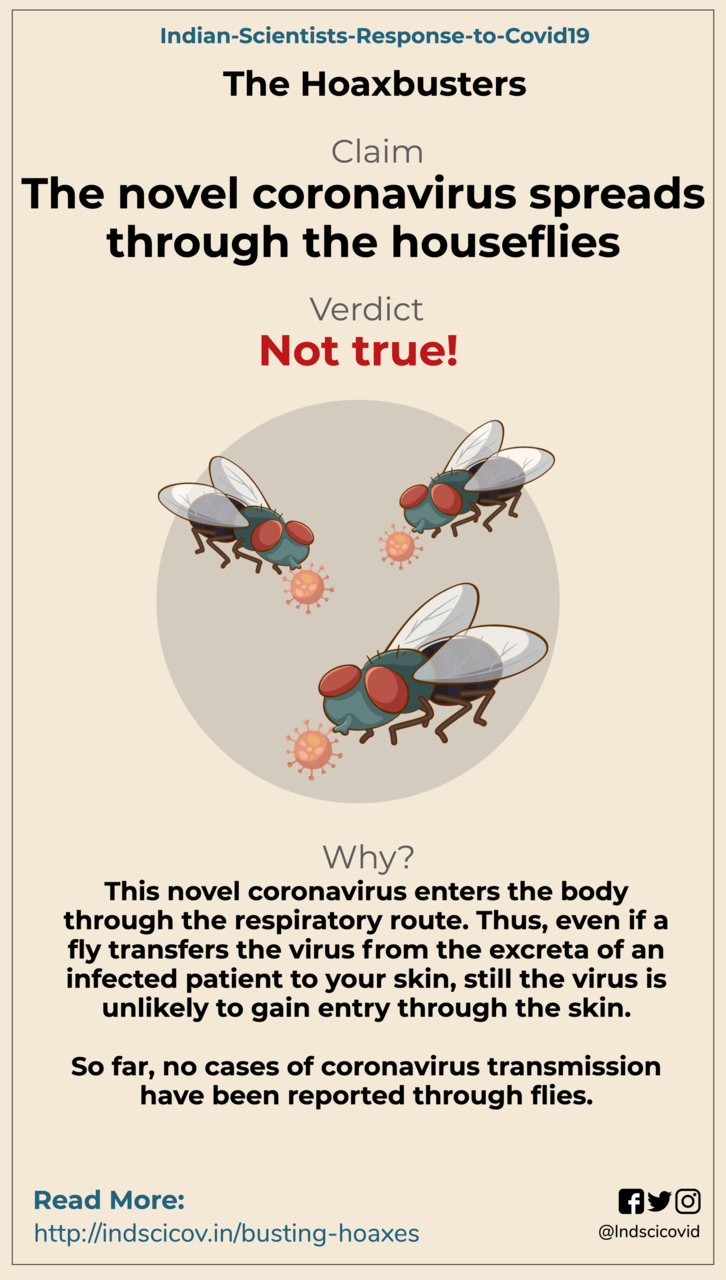 Indian-Scientists-Response-to-Covid19
The Hoaxbusters
Claim
The novel coronavirus spreads
through the houseflies
Verdict
Not true!
Why?
This novel coronavirus enters the body
through the respiratory route. Thus, even if a
fly transfers the virus from the excreta of an
infected patient to your skin, still the virus is
unlikely to gain entry through the skin.
So far, no cases of coronavirus transmission
have been reported through flies.
Read More:
http://indscicov.in/busting-hoaxes
@Indscicovid